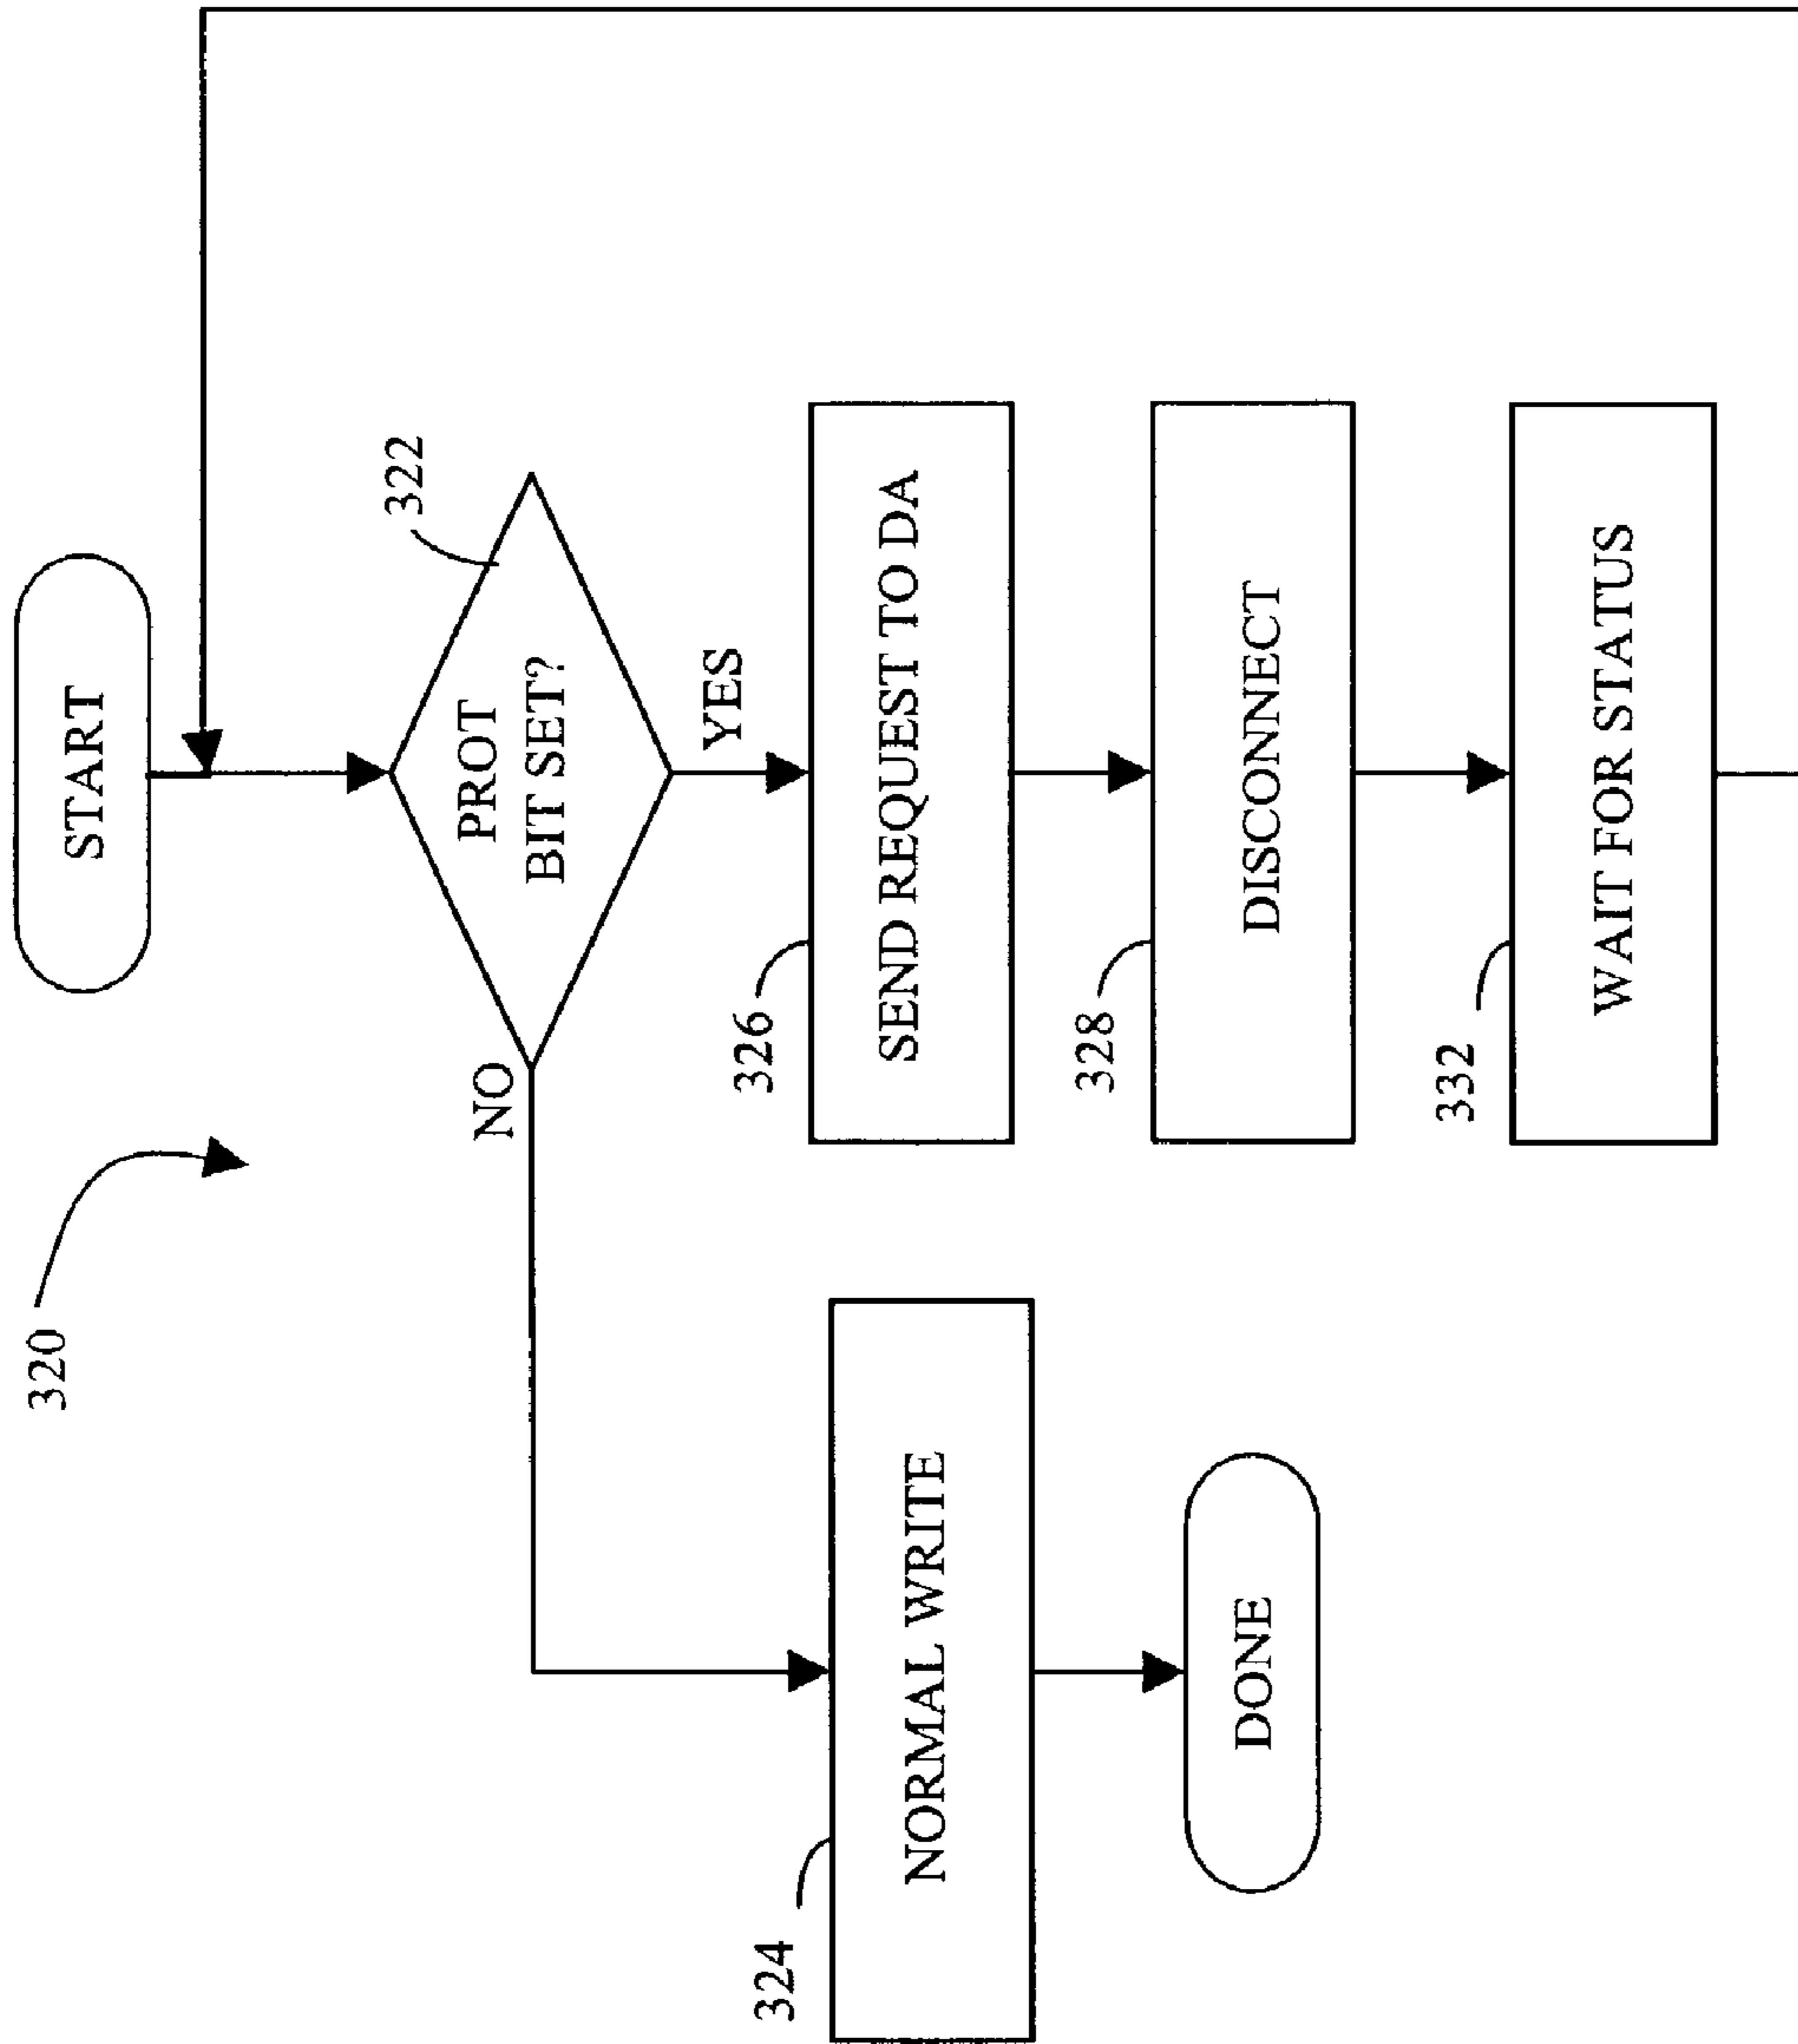 320
START
322
PROT
BIT SET?
NO
YES
324
NORMAL WRITE
DONE
326
SEND REQUEST TO DA
328
DISCONNECT
332
WAIT FOR STATUS